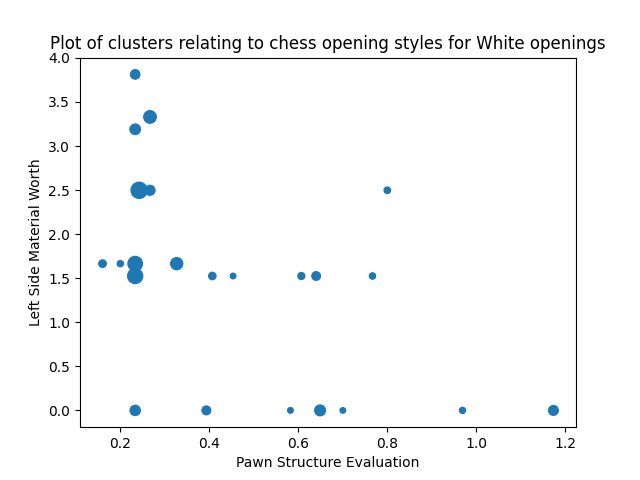 Plot of clusters relating to chess opening styles for White openings
4.0
3.5
3.0
2.5
2.0
1.5
1.0
0.5
0.0
Left Side Material Worth
0.2 0.4 0.6 0.8 1.0 1.2
Pawn Structure Evaluation